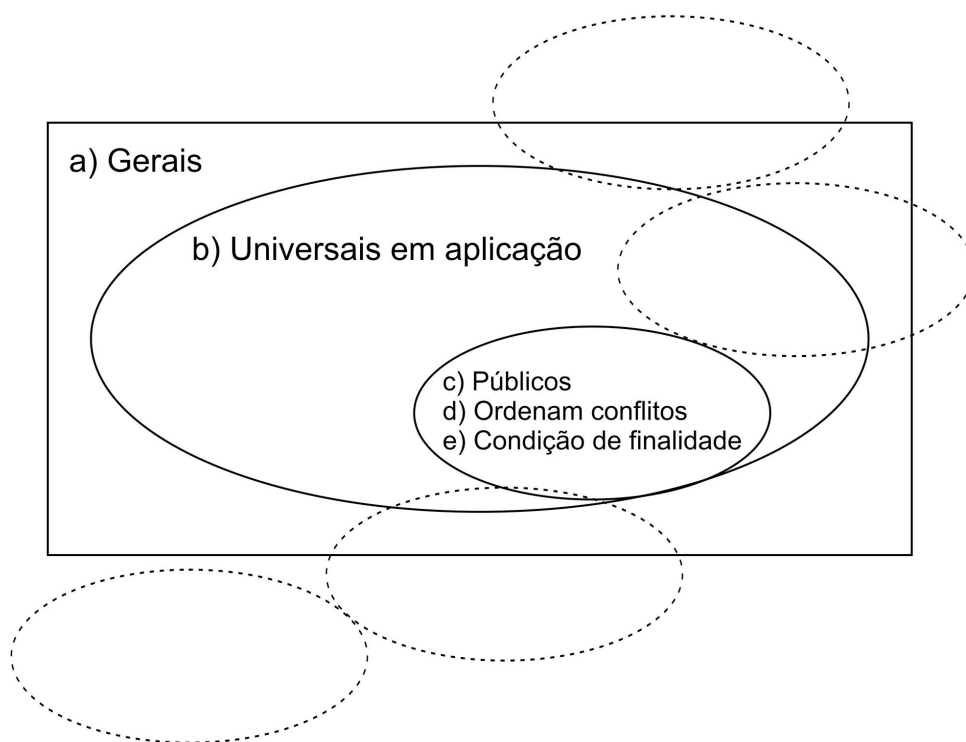 a) Gerais
b) Universais em aplicação
c) Públicos
d) Ordenam conflitos
e) Condição de finalidade